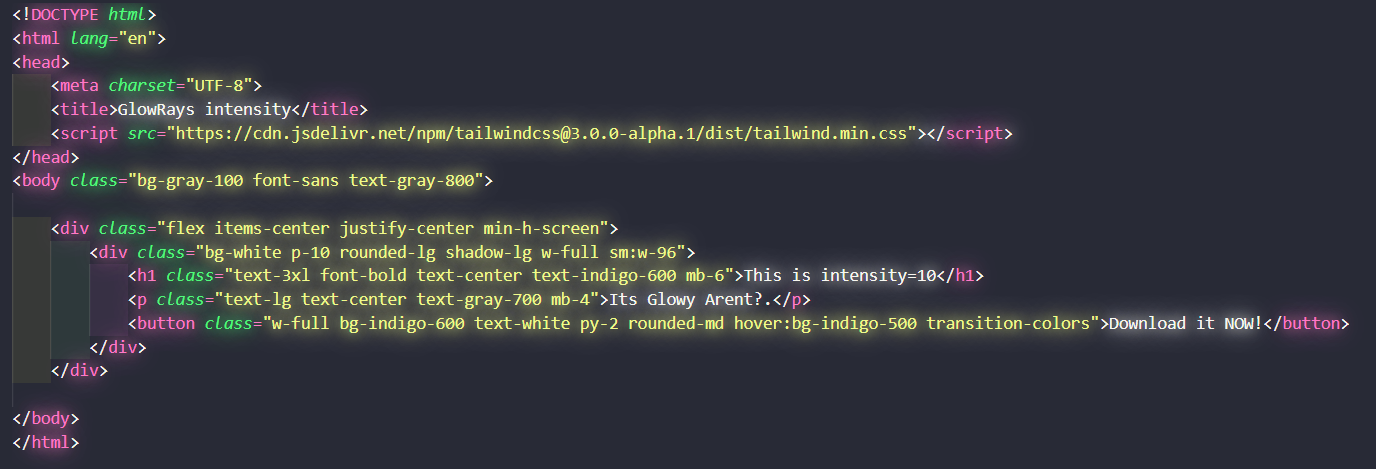 <!DOCTYPE html>
<html lang="en">
<head>
    <meta charset="UTF-8">
    <title>GlowRays intensity</title>
    <script src="https://cdn.jsdelivr.net/npm/tailwindcss@3.0.0-alpha.1/dist/tailwind.min.css"></script>
</head>
<body class="bg-gray-100 font-sans text-gray-800">
    <div class="flex items-center justify-center min-h-screen">
        <div class="bg-white p-10 rounded-lg shadow-lg w-full sm:w-96">
            <h1 class="text-3xl font-bold text-center text-indigo-600 mb-6">This is intensity=10</h1>
            <p class="text-lg text-center text-gray-700 mb-4">Its Glowy Arent?.</p>
            <button class="w-full bg-indigo-600 text-white py-2 rounded-md hover:bg-indigo-500 transition-colors">Download it NOW!</button>
        </div>
    </div>
</body>
</html>